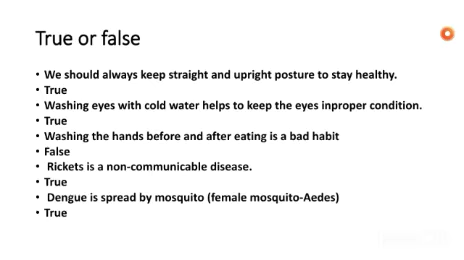 True or false
• We should always keep straight and upright posture to stay healthy.
• True
• Washing eyes with cold water helps to keep the eyes inproper condition.
• True
• Washing the hands before and after eating is a bad habit
• False
• Rickets is a non-communicable disease.
• True
• Dengue is spread by mosquito (female mosquito-Aedes)
• True